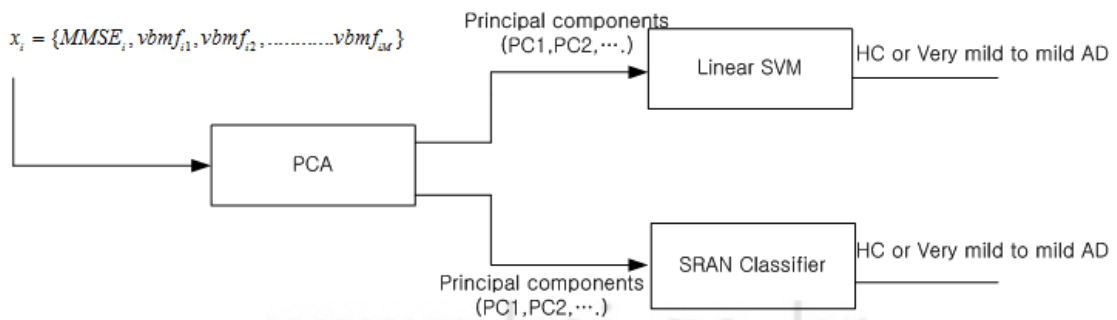 x_i = {MMSE_i, vbmf_i1, vbmf_i2, ............vbmf_iM}
Principal components
(PC1,PC2,⋯.)
Linear SVM
HC or Very mild to mild AD
PCA
SRAN Classifier
HC or Very mild to mild AD
Principal components
(PC1,PC2,⋯.)